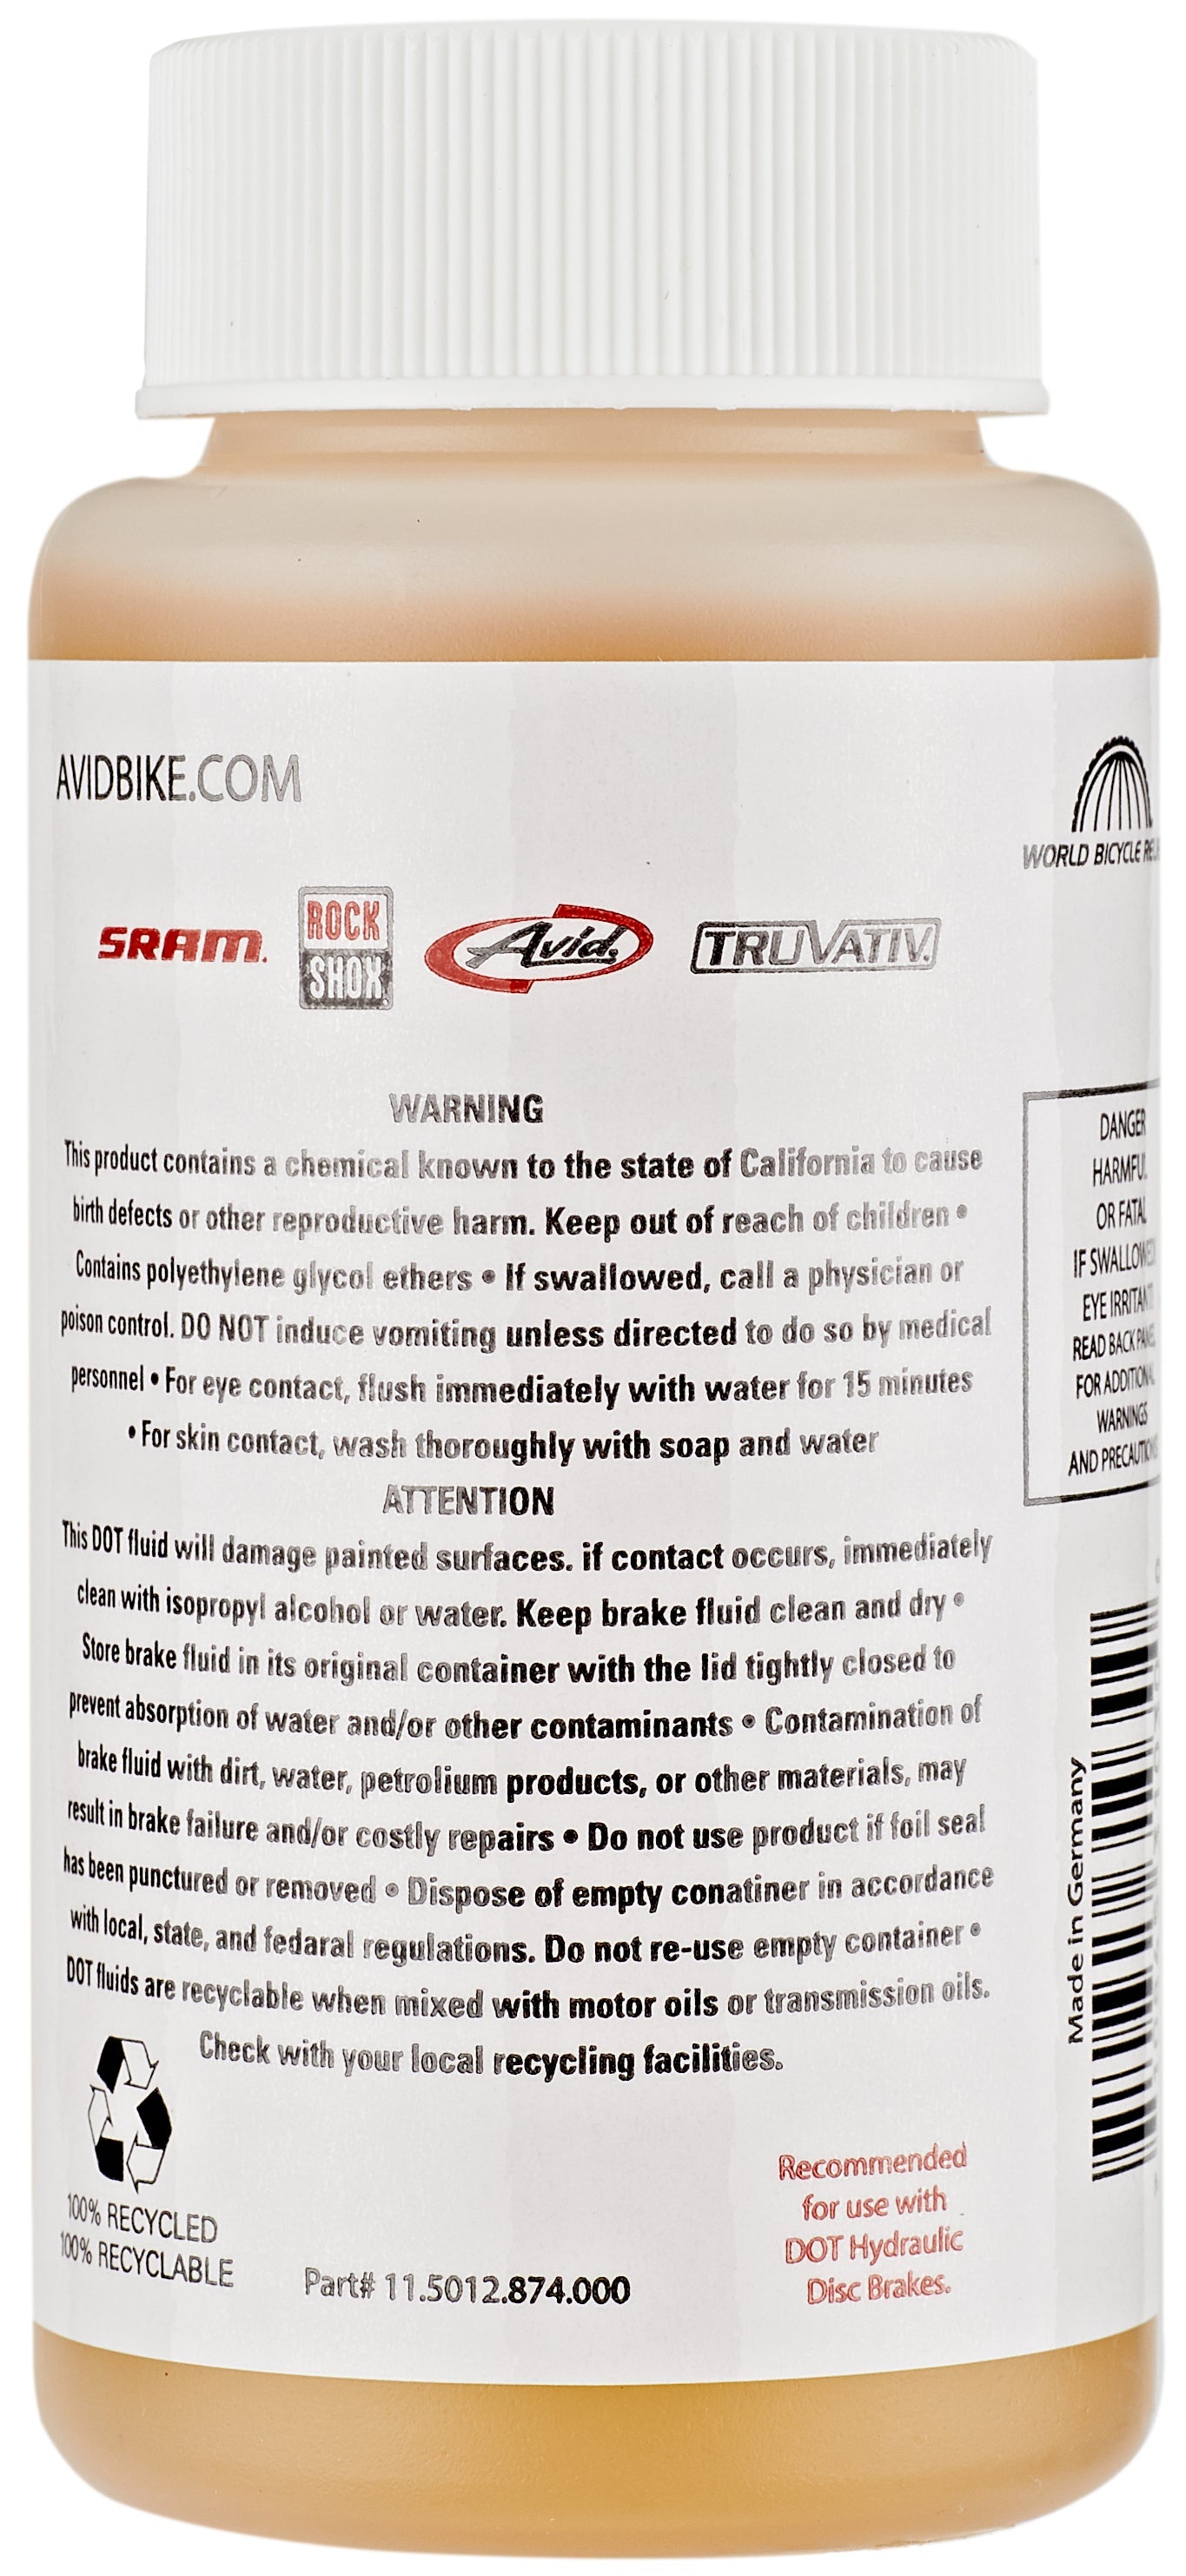 AVIDBIKE.COM
WORLD BICYCLE
SRAM.
ROCK
SHOX
Avid.
TRUVATIV.
WARNING
This product contains a chemical known to the state of California to cause
birth defects or other reproductive harm. Keep out of reach of children •
Contains polyethylene glycol ethers • If swallowed, call a physician or
poison control. DO NOT induce vomiting unless directed to do so by medical
personnel • For eye contact, flush immediately with water for 15 minutes
• For skin contact, wash thoroughly with soap and water
ATTENTION
This DOT fluid will damage painted surfaces. if contact occurs, immediately
clean with isopropyl alcohol or water. Keep brake fluid clean and dry •
Store brake fluid in its original container with the lid tightly closed to
prevent absorption of water and/or other contaminants • Contamination of
brake fluid with dirt, water, petrolium products, or other materials, may
result in brake failure and/or costly repairs • Do not use product if foil seal
has been punctured or removed • Dispose of empty conatiner in accordance
with local, state, and fedaral regulations. Do not re-use empty container •
DOT fluids are recyclable when mixed with motor oils or transmission oils.
Check with your local recycling facilities.
100% RECYCLED
100% RECYCLABLE
Part# 11.5012.874.000
Recommended
for use with
DOT Hydraulic
Disc Brakes.
DANGER
HARMFUL
OR FATAL
IF SWALLOWED
EYE IRRITANT
READ BACK PANEL
FOR ADDITIONAL
WARNINGS
AND PRECAUTIONS
Made in Germany